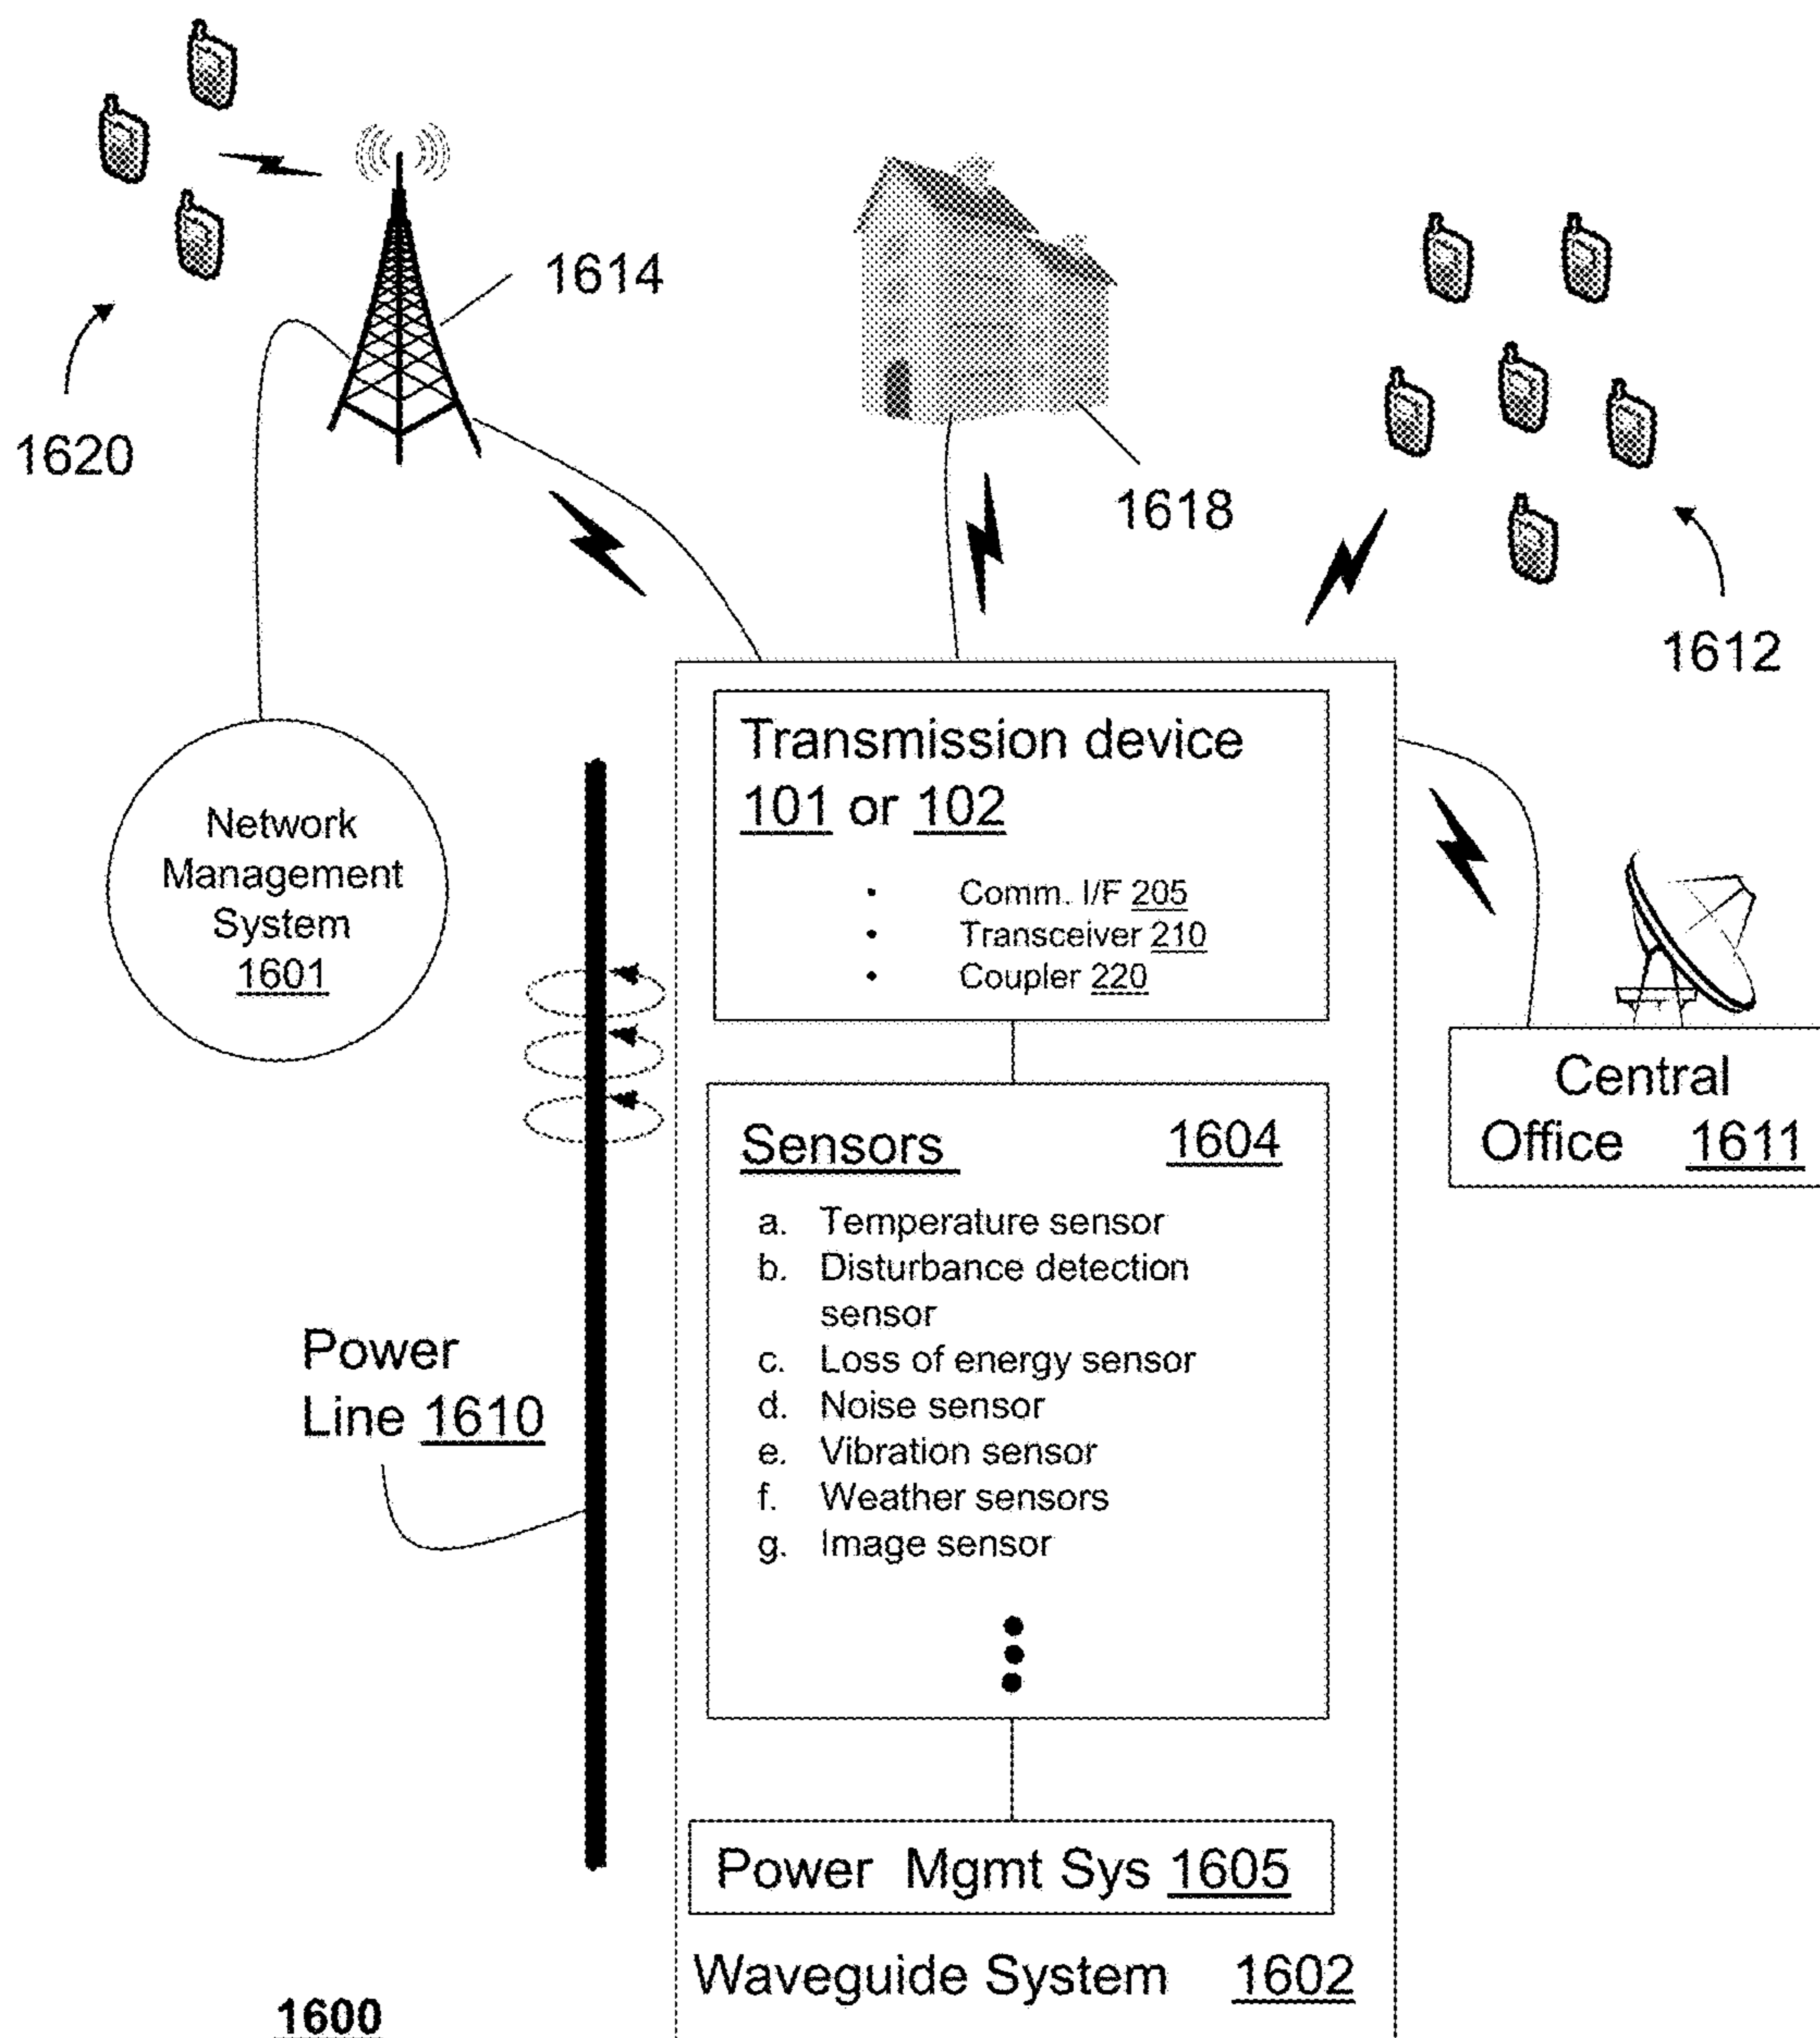 1614
1620
1618
1612
Transmission device
101 or 102
• Comm. I/F 205
• Transceiver 210
• Coupler 220
Network
Management
System
1601
Central
Office 1611
Sensors 1604
a. Temperature sensor
b. Disturbance detection
sensor
c. Loss of energy sensor
d. Noise sensor
e. Vibration sensor
f. Weather sensors
g. Image sensor
Power
Line 1610
Power Mgmt Sys 1605
Waveguide System 1602
1600